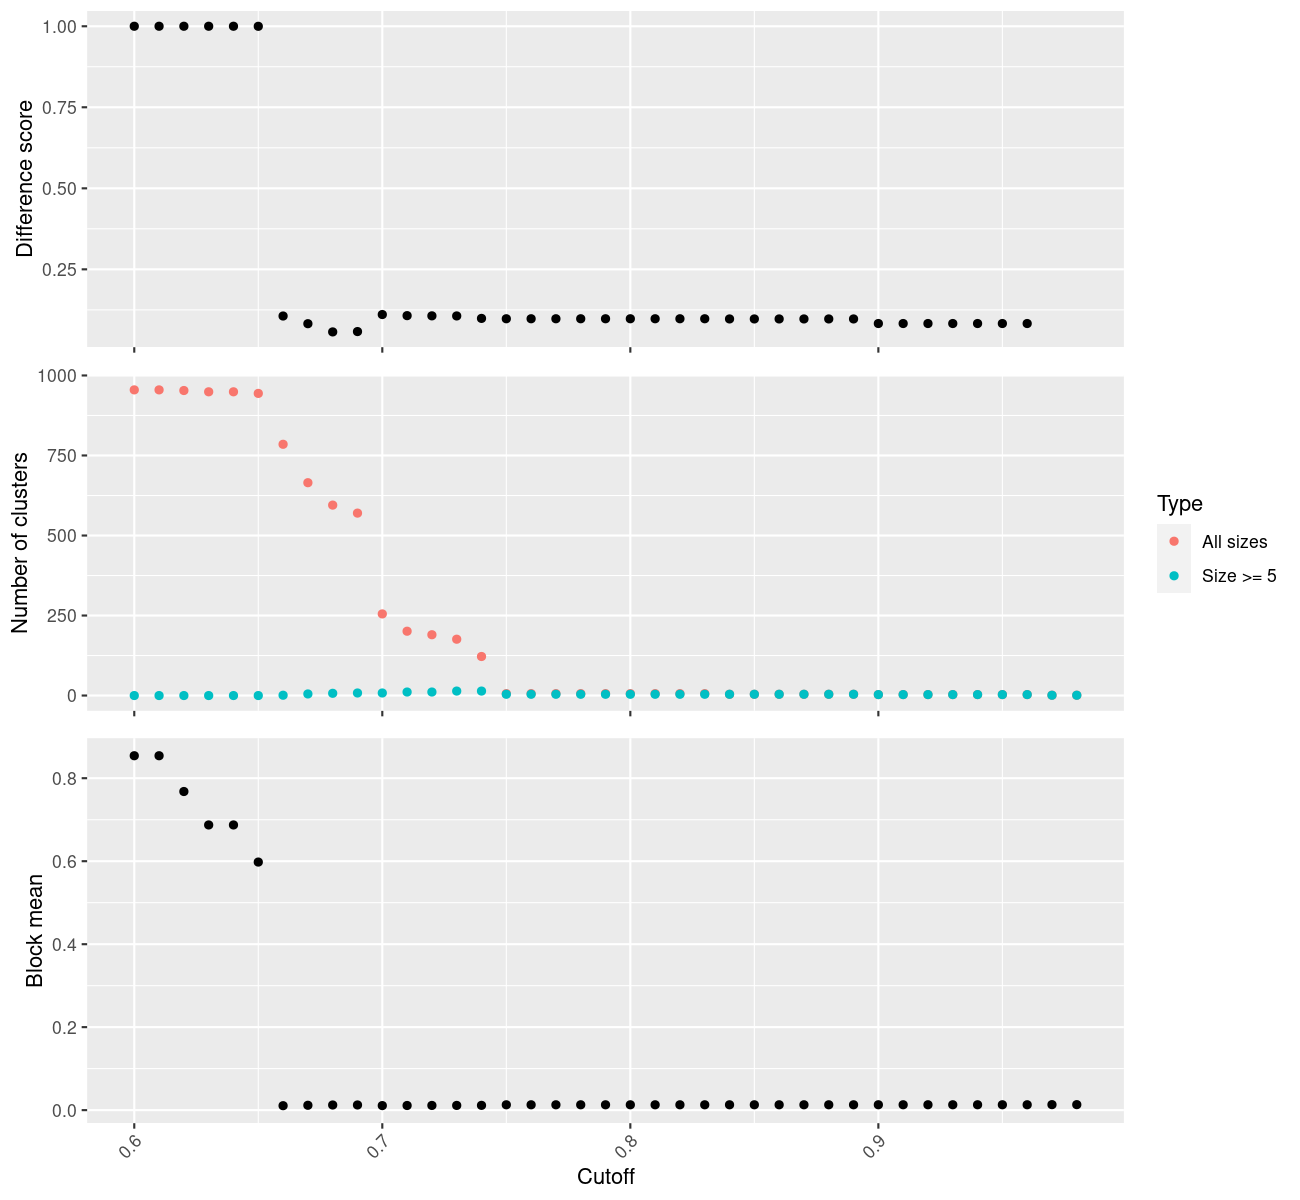 1.00
0.75
0.50
0.25
Difference score
1000
750
500
250
0
Number of clusters
Type
All sizes
Size >= 5
0.8
0.6
0.4
0.2
0.0
Block mean
0.6 0.7 0.8 0.9
Cutoff